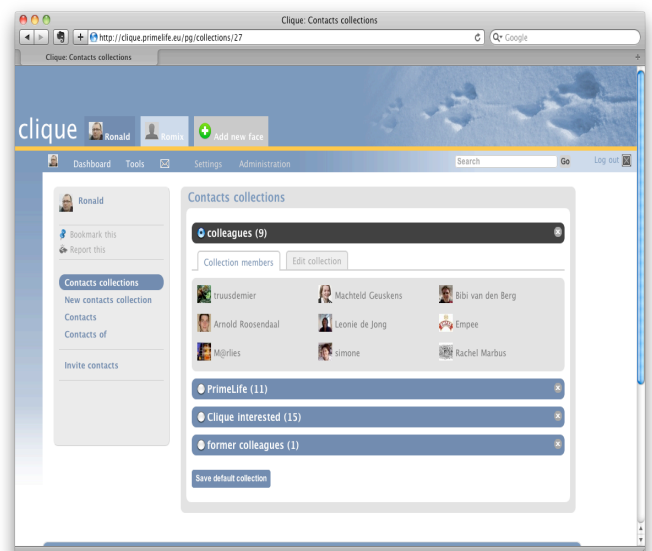 Clique: Contacts collections
http://clique.primelife.eu/pg/collections/27
Google
Clique: Contacts collections
clique Ronald Romix Add new face
Dashboard Tools Settings Administration Search Go Log out
Ronald
Bookmark this
Report this
Contacts collections
New contacts collection
Contacts
Contacts of
Invite contacts
Contacts collections
colleagues (9)
Collection members Edit collection
truusdemier Machteld Geuskens Bibi van den Berg
Arnold Roosendaal Leonie de Jong Empee
M@rlies simone Rachel Marbus
PrimeLife (11)
Clique interested (15)
former colleagues (1)
Save default collection